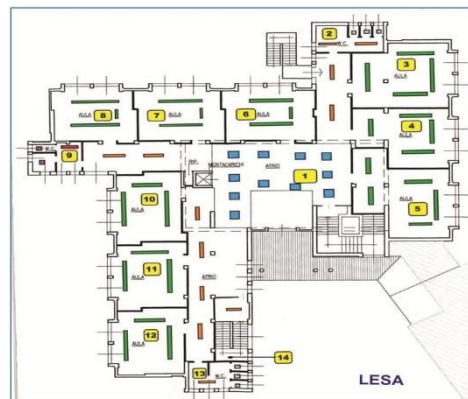 2
W.C.
3
AULA
8
AULA
7
AULA
6
AULA
4
AULA
W.C.
9
RIP.
MONTACARICHI
ATRIO
1
10
AULA
5
AULA
11
AULA
ATRIO
12
AULA
14
13
W.C.
LESA